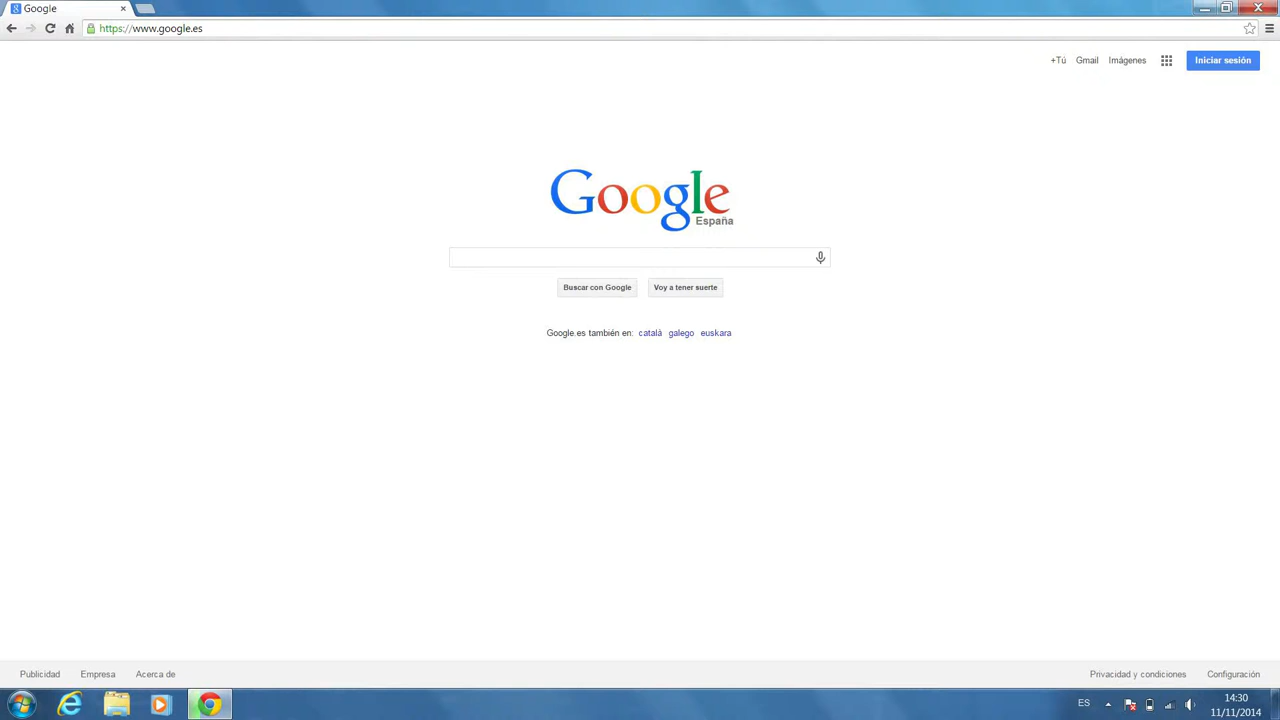 Google
https://www.google.es
+Tú Gmail Imágenes Iniciar sesión
Google
España
Buscar con Google Voy a tener suerte
Google.es también en: català galego euskara
Publicidad Empresa Acerca de Privacidad y condiciones Configuración
ES 14:30
11/11/2014